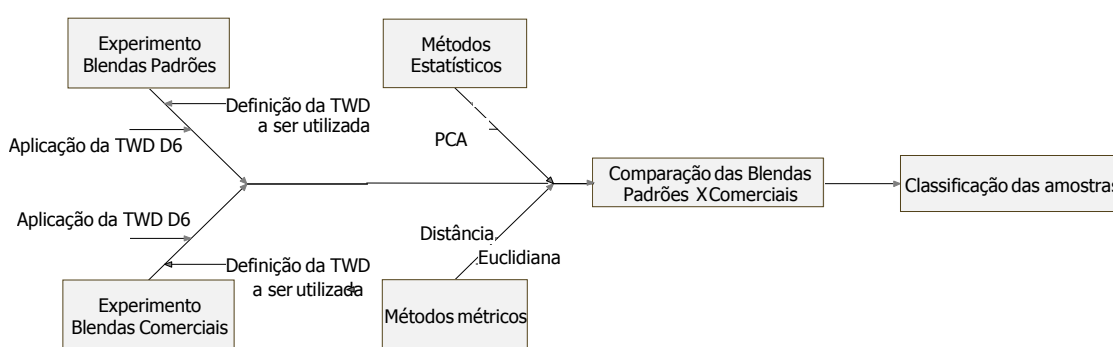 Experimento
Blendas Padrões
Métodos
Estatísticos
Definição da TWD
a ser utilizada
Aplicação da TWD D6
PCA
Comparação das Blendas
Padrões X Comerciais
Classificação das amostras
Aplicação da TWD D6
Distância
Euclidiana
Definição da TWD
a ser utilizada
Experimento
Blendas Comerciais
Métodos métricos